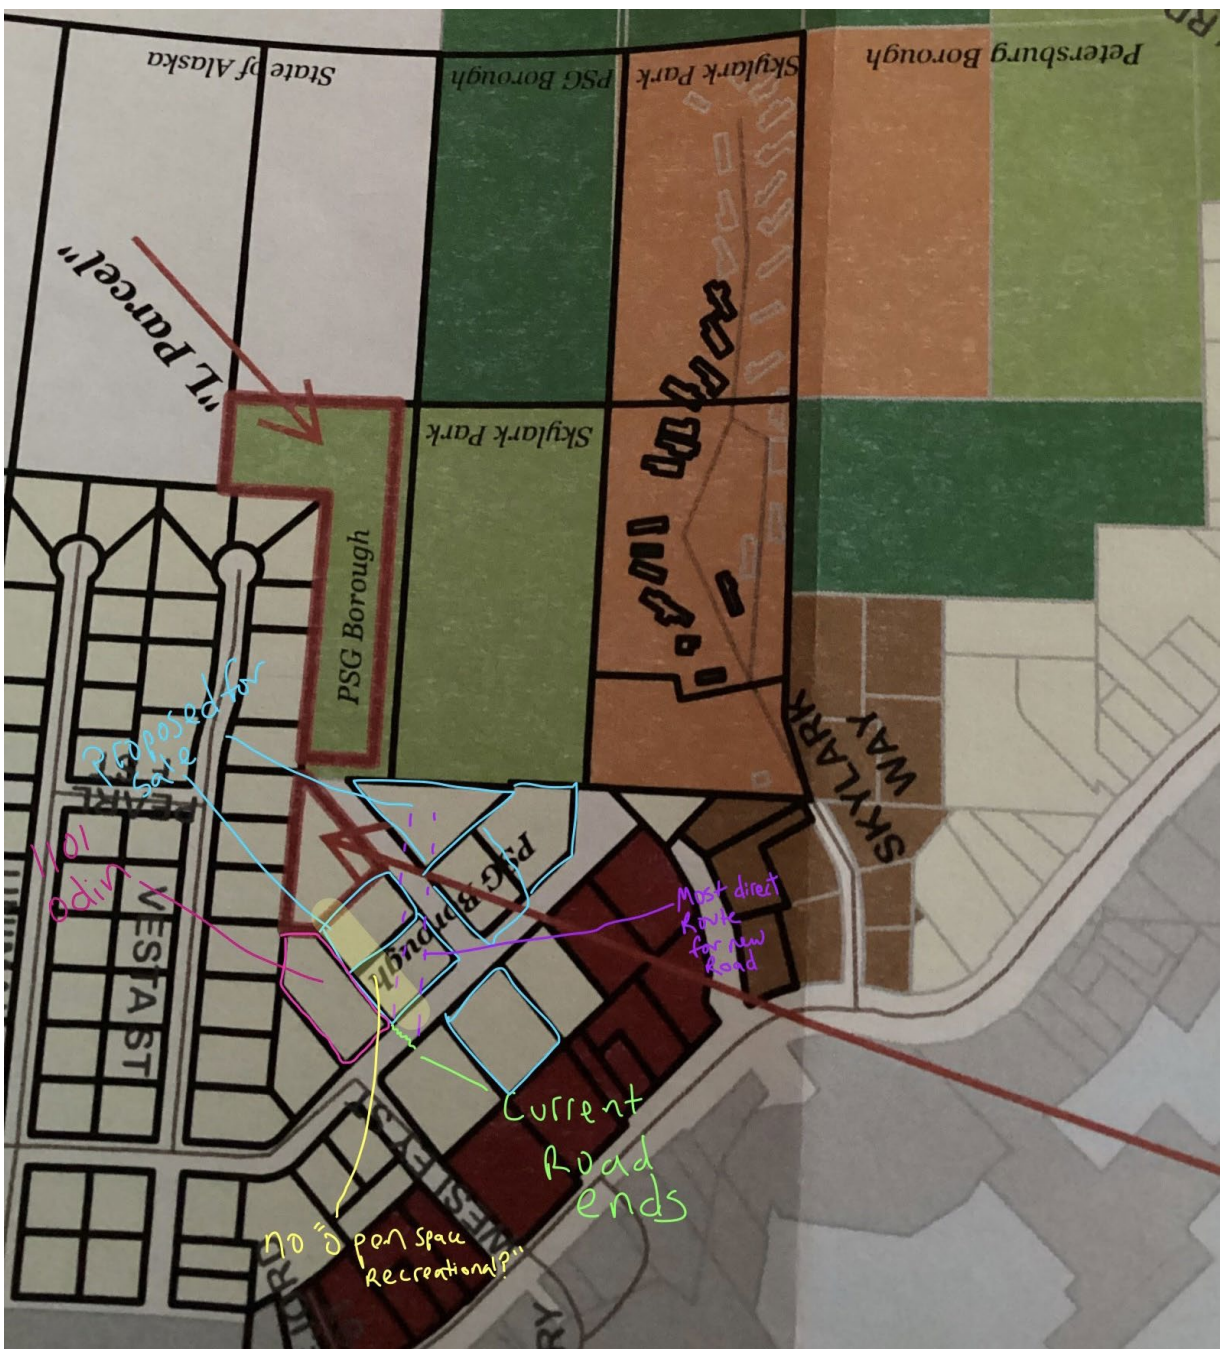 RD
State of Alaska
PSG Borough
Skylark Park
Petersburg Borough
"L Parcel"
Skylark Park
PSG Borough
Proposed for
Sale
PEARL
SKYLARK
WAY
1101
Odin
VESTA ST
PSG Borough
Most direct
Route
for new
Road
Current
Road
ends
no "open space
Recreational?"